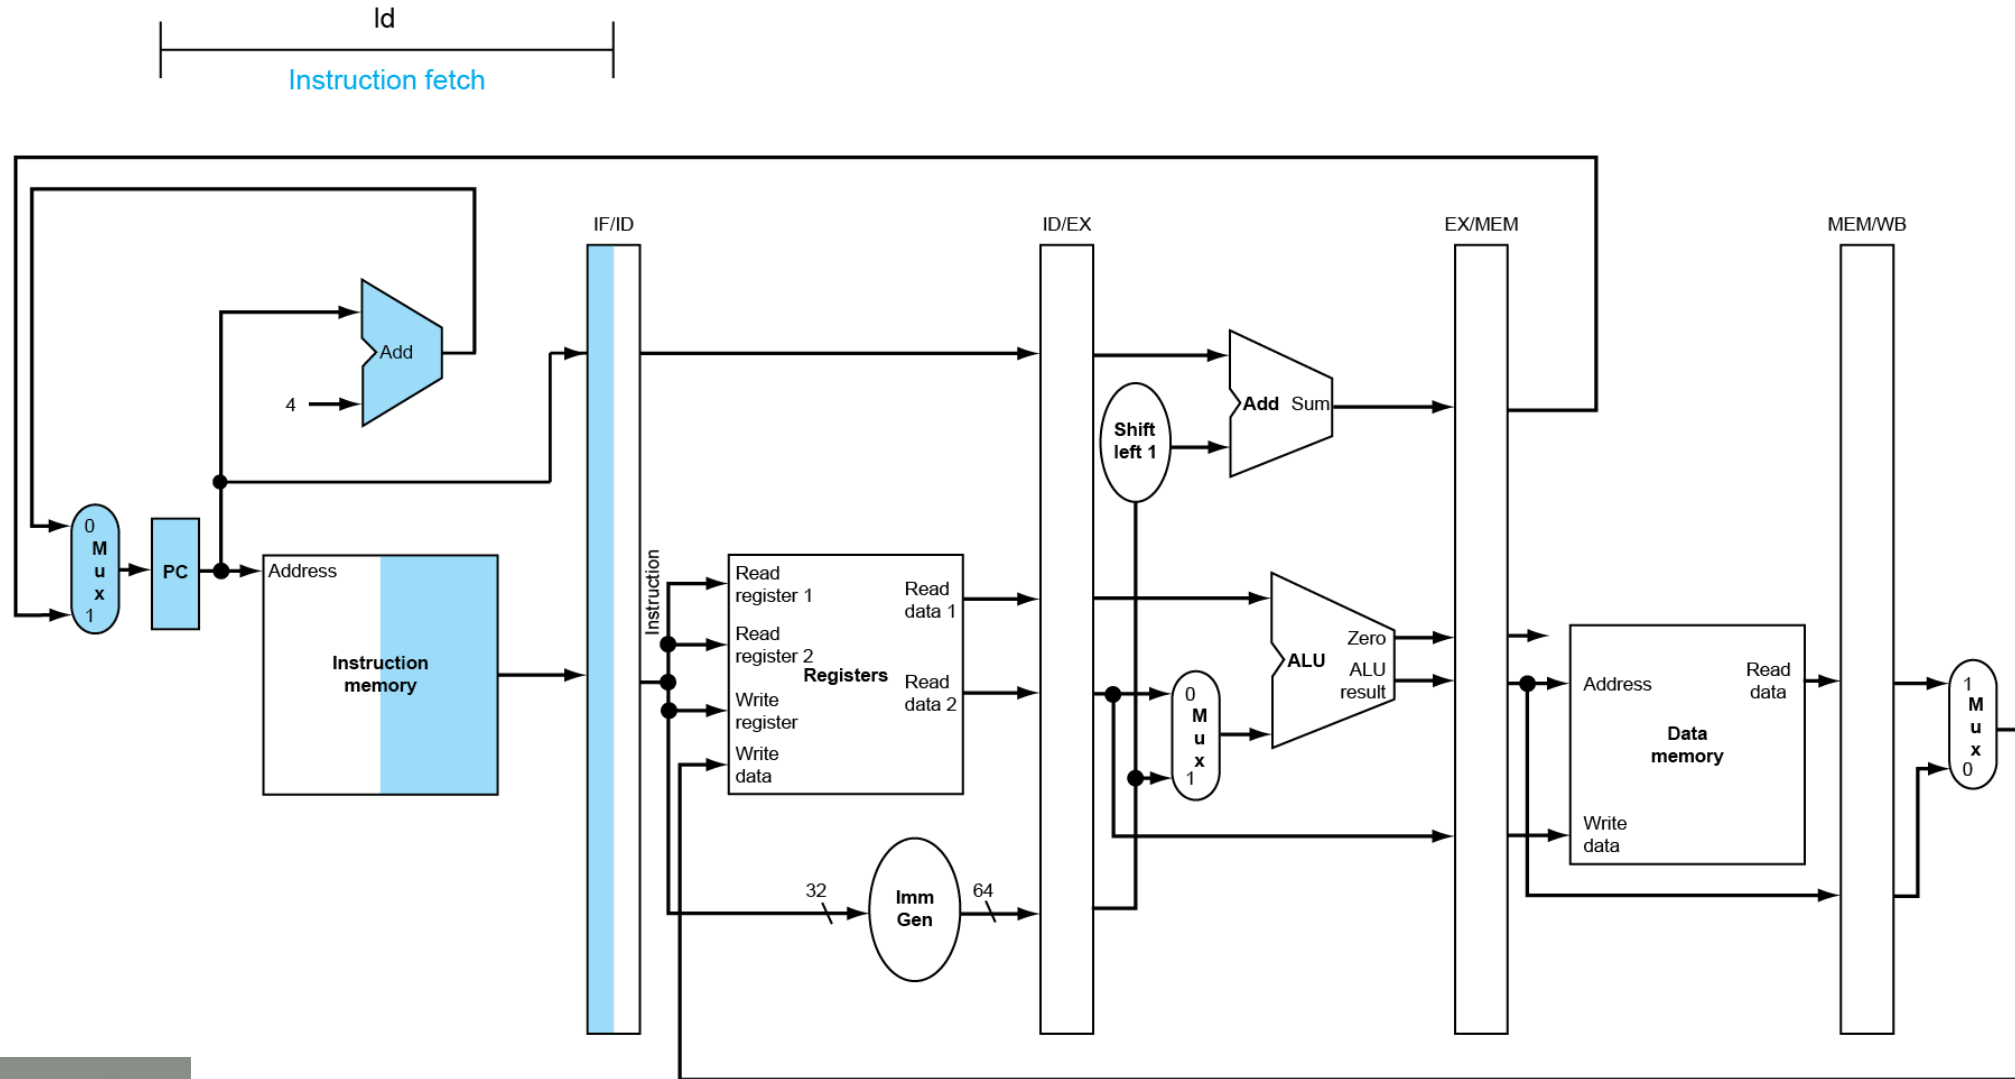 ld
Instruction fetch
IF/ID
ID/EX
EX/MEM
MEM/WB
Add
4
Add Sum
Shift
left 1
0
M
u
x
1
PC
Address
Instruction
memory
Instruction
Read
register 1
Read
register 2
Write
register
Write
data
Registers
Read
data 1
Read
data 2
0
M
u
x
1
ALU
Zero
ALU
result
Address
Read
data
Data
memory
Write
data
1
M
u
x
0
32
Imm
Gen
64